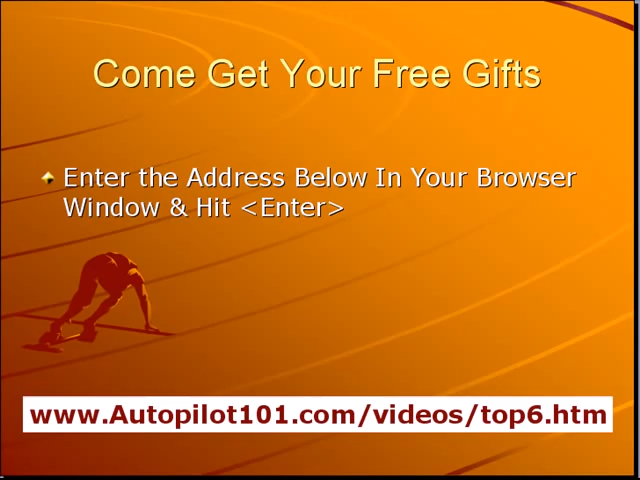 Come Get Your Free Gifts
Enter the Address Below In Your Browser
Window & Hit <Enter>
www.Autopilot101.com/videos/top6.htm